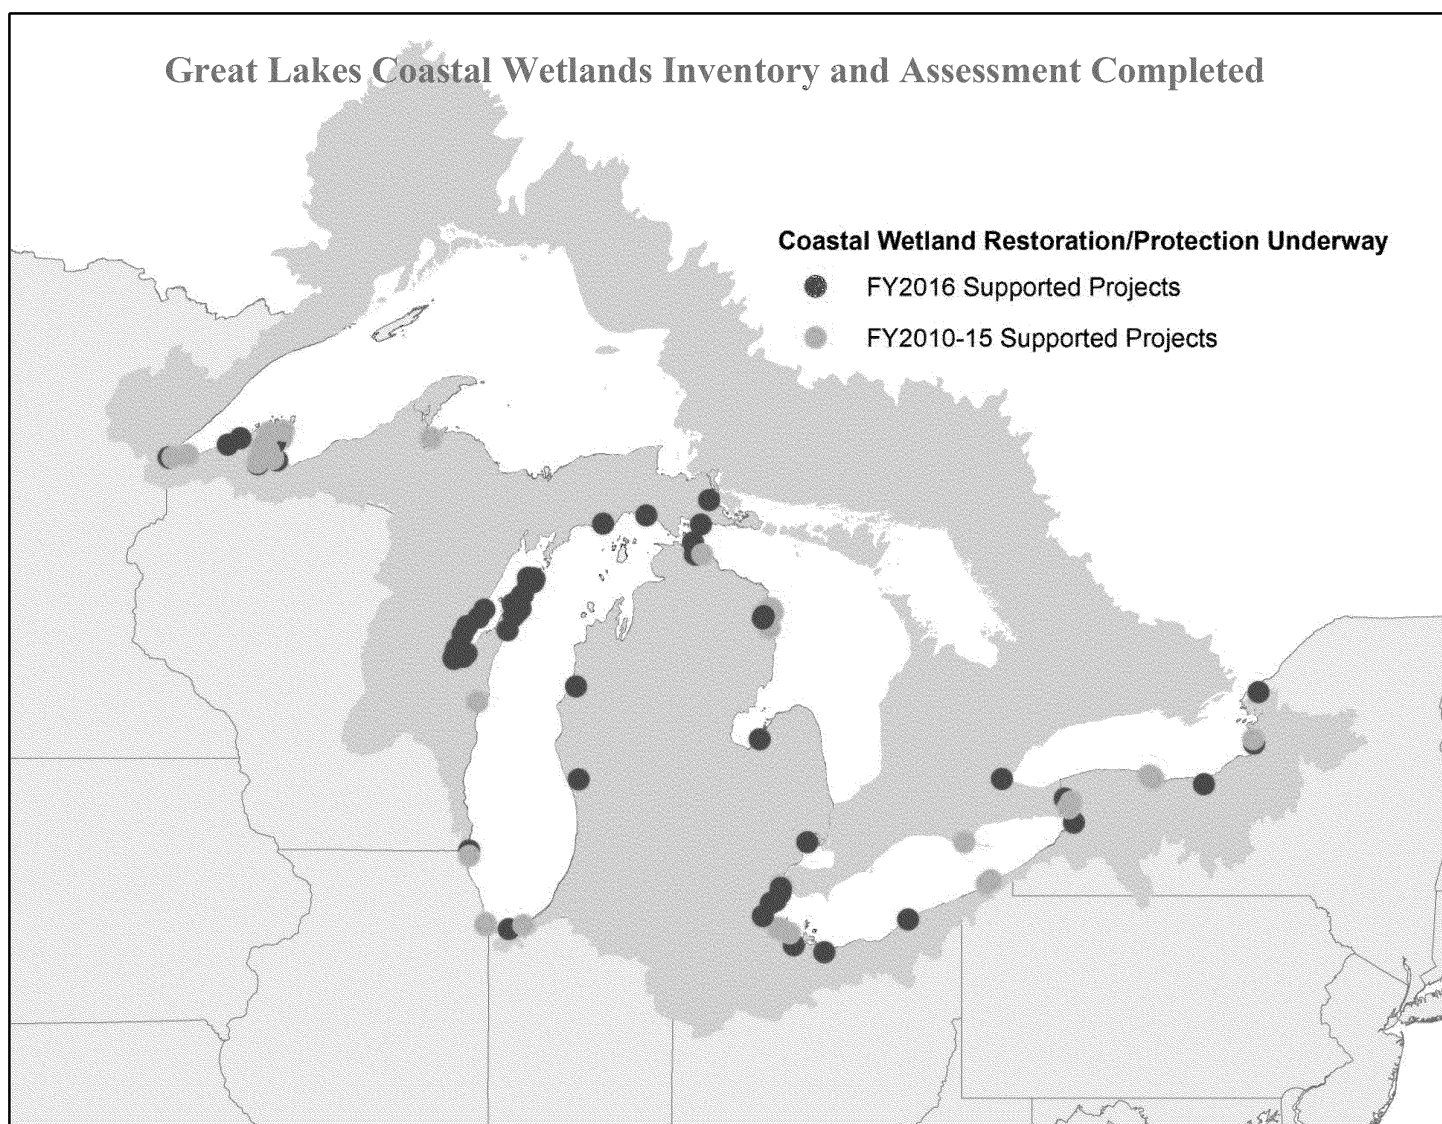 Great Lakes Coastal Wetlands Inventory and Assessment Completed
Coastal Wetland Restoration/Protection Underway
FY2016 Supported Projects
FY2010-15 Supported Projects